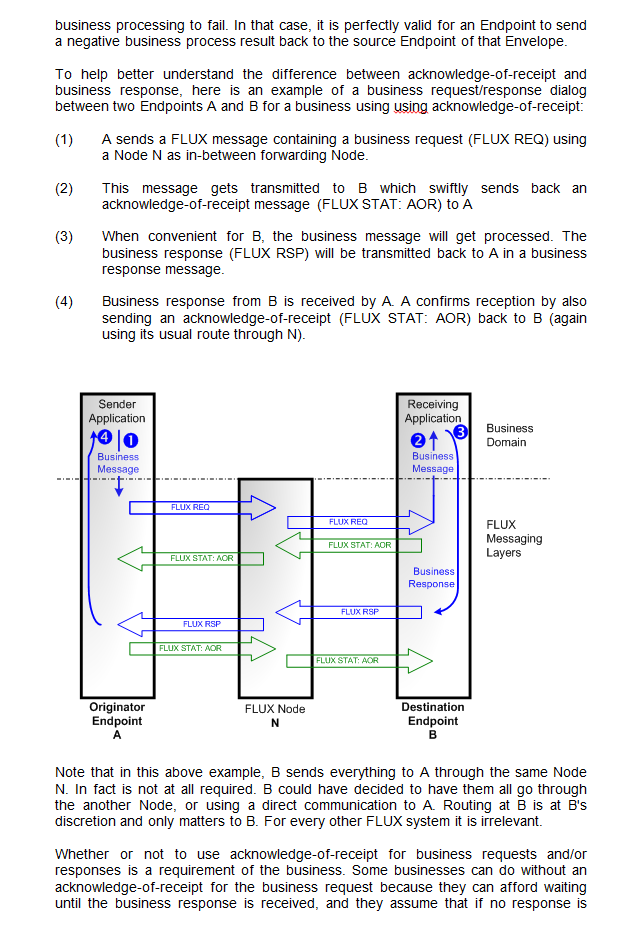 business processing to fail. In that case, it is perfectly valid for an Endpoint to send
a negative business process result back to the source Endpoint of that Envelope.
To help better understand the difference between acknowledge-of-receipt and
business response, here is an example of a business request/response dialog
between two Endpoints A and B for a business using using acknowledge-of-receipt:
(1) A sends a FLUX message containing a business request (FLUX REQ) using
a Node N as in-between forwarding Node.
(2) This message gets transmitted to B which swiftly sends back an
acknowledge-of-receipt message (FLUX STAT: AOR) to A
(3) When convenient for B, the business message will get processed. The
business response (FLUX RSP) will be transmitted back to A in a business
response message.
(4) Business response from B is received by A. A confirms reception by also
sending an acknowledge-of-receipt (FLUX STAT: AOR) back to B (again
using its usual route through N).
Sender
Application
4 1
Business
Message
Receiving
Application
2 3
Business
Message
Business
Domain
FLUX REQ
FLUX REQ
FLUX STAT: AOR
FLUX STAT: AOR
FLUX
Messaging
Layers
Business
Response
FLUX RSP
FLUX RSP
FLUX STAT: AOR
FLUX STAT: AOR
Originator
Endpoint
A
FLUX Node
N
Destination
Endpoint
B
Note that in this above example, B sends everything to A through the same Node
N. In fact is not at all required. B could have decided to have them all go through
the another Node, or using a direct communication to A. Routing at B is at B's
discretion and only matters to B. For every other FLUX system it is irrelevant.
Whether or not to use acknowledge-of-receipt for business requests and/or
responses is a requirement of the business. Some businesses can do without an
acknowledge-of-receipt for the business request because they can afford waiting
until the business response is received, and they assume that if no response is